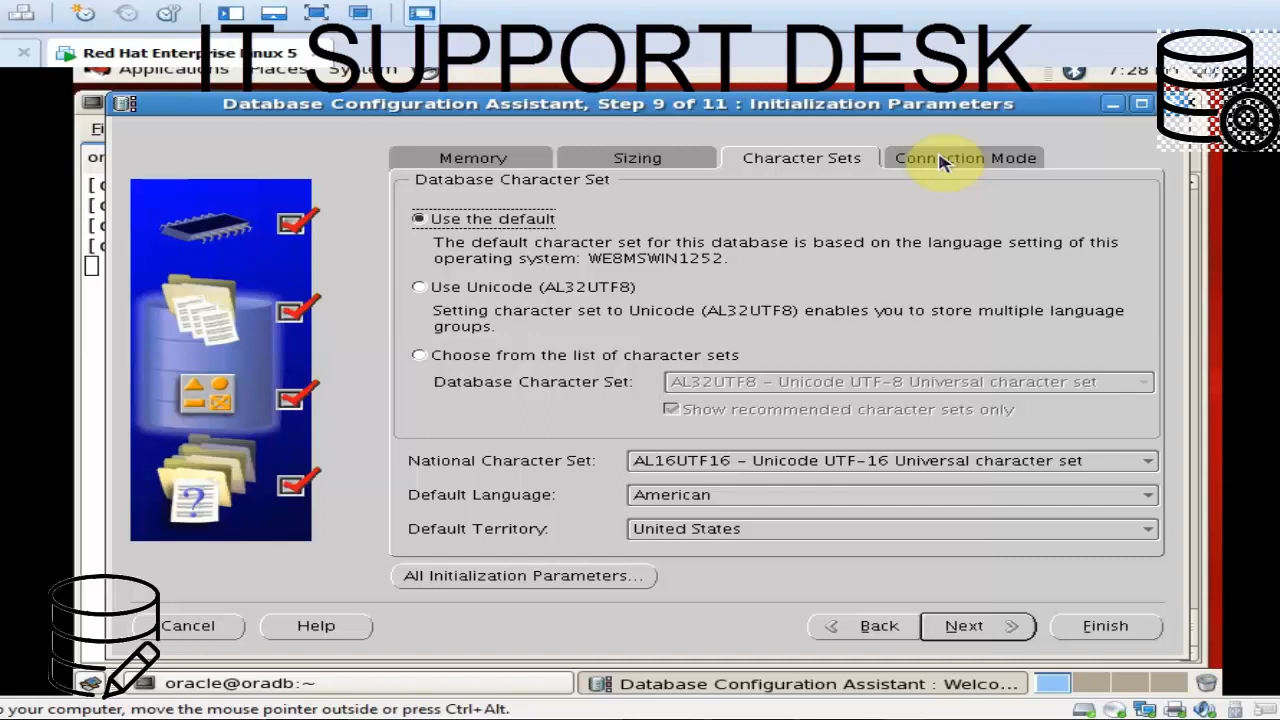 IT SUPPORT DESK
Red Hat Enterprise Linux 5
Applications Places System
7:28
Database Configuration Assistant, Step 9 of 11 : Initialization Parameters
Memory
Sizing
Character Sets
Connection Mode
Database Character Set
Use the default
The default character set for this database is based on the language setting of this
operating system: WE8MSWIN1252.
Use Unicode (AL32UTF8)
Setting character set to Unicode (AL32UTF8) enables you to store multiple language
groups.
Choose from the list of character sets
Database Character Set: AL32UTF8 – Unicode UTF–8 Universal character set
Show recommended character sets only
National Character Set: AL16UTF16 – Unicode UTF–16 Universal character set
Default Language: American
Default Territory: United States
All Initialization Parameters...
Cancel
Help
Back
Next
Finish
oracle@oradb:~
Database Configuration Assistant : Welco...
your computer, move the mouse pointer outside or press Ctrl+Alt.